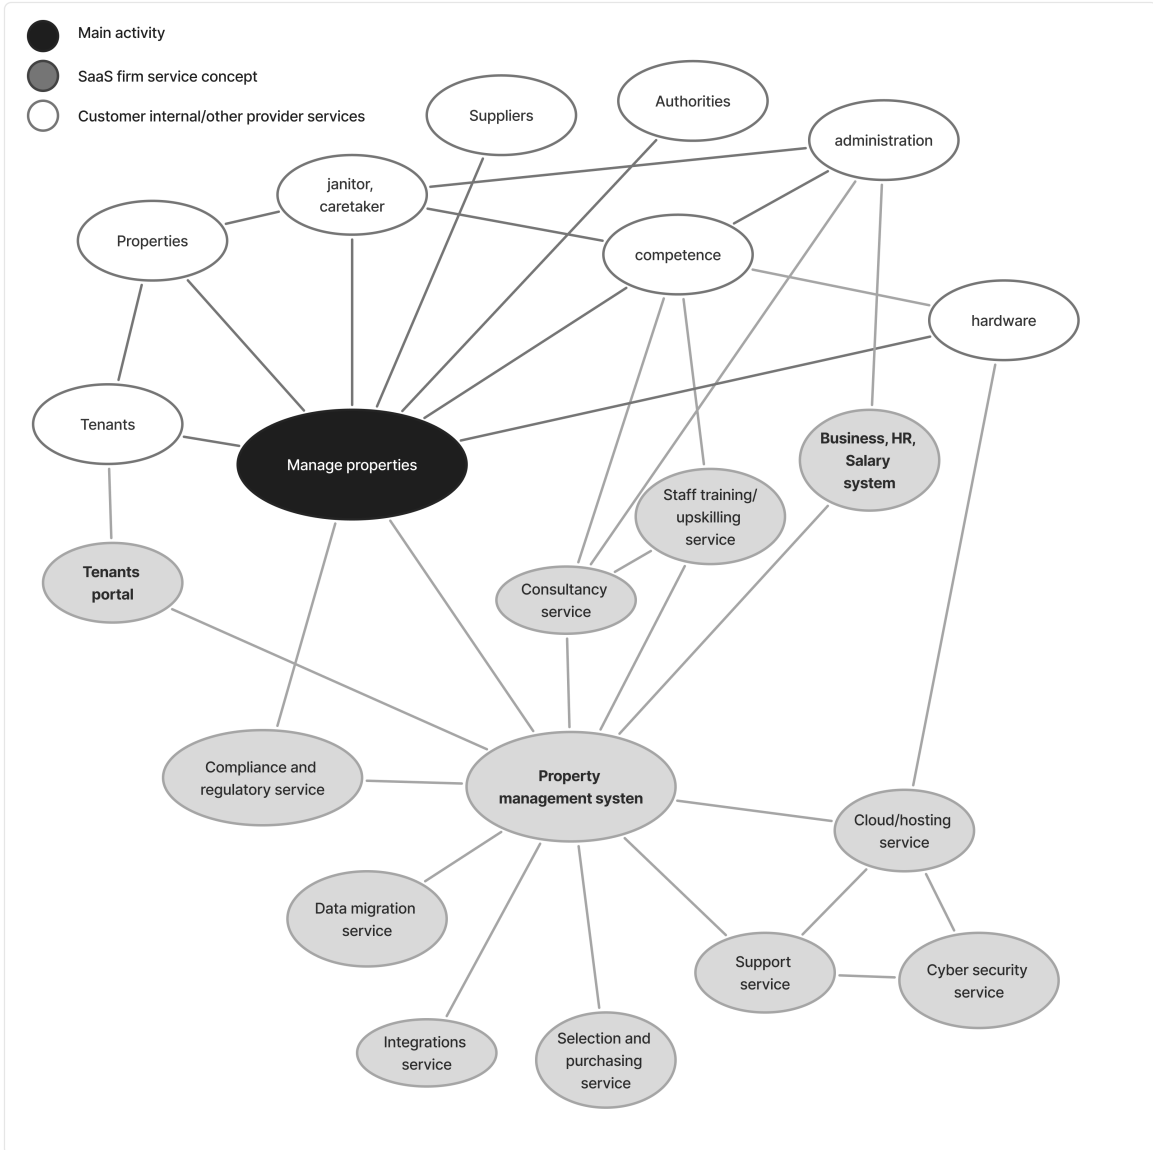 Main activity
SaaS firm service concept
Customer internal/other provider services
Suppliers
Authorities
administration
janitor,
caretaker
Properties
competence
hardware
Tenants
Manage properties
Business, HR,
Salary
system
Staff training/
upskilling
service
Tenants
portal
Consultancy
service
Compliance and
regulatory service
Property
management systen
Cloud/hosting
service
Data migration
service
Support
service
Cyber security
service
Integrations
service
Selection and
purchasing
service